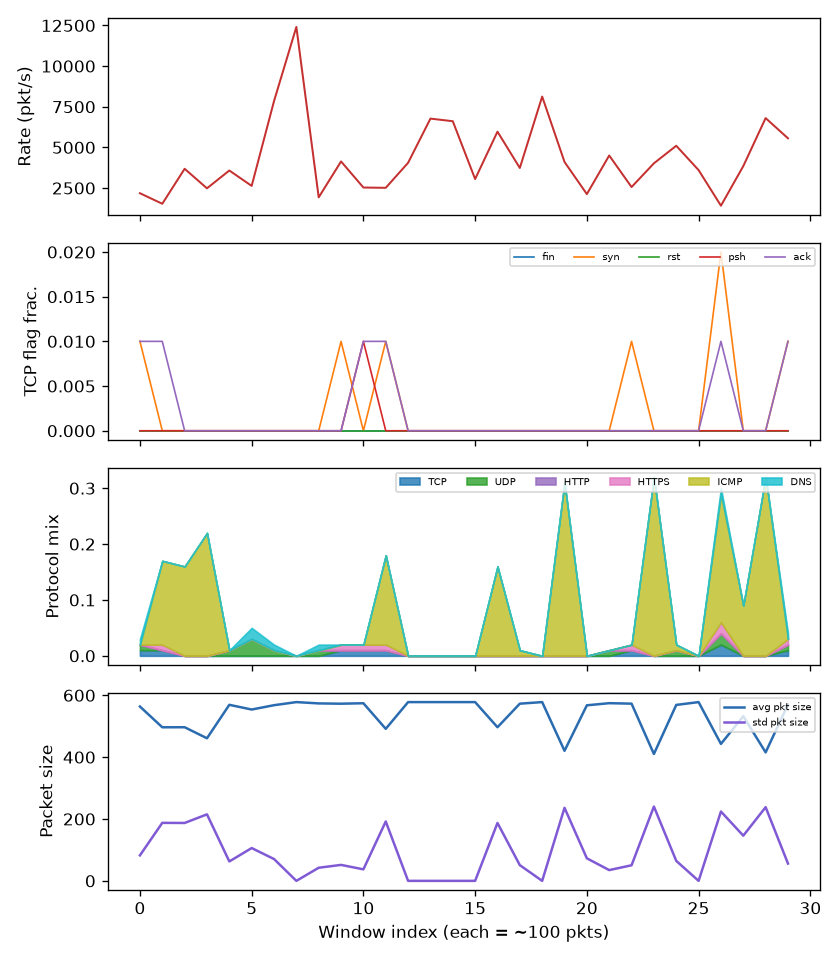 12500
10000
7500
5000
2500
Rate (pkt/s)
0.020
0.015
0.010
0.005
0.000
TCP flag frac.
fin syn rst psh ack
0.3
0.2
0.1
0.0
Protocol mix
TCP UDP HTTP HTTPS ICMP DNS
600
400
200
0
Packet size
avg pkt size
std pkt size
0 5 10 15 20 25 30
Window index (each = ~100 pkts)